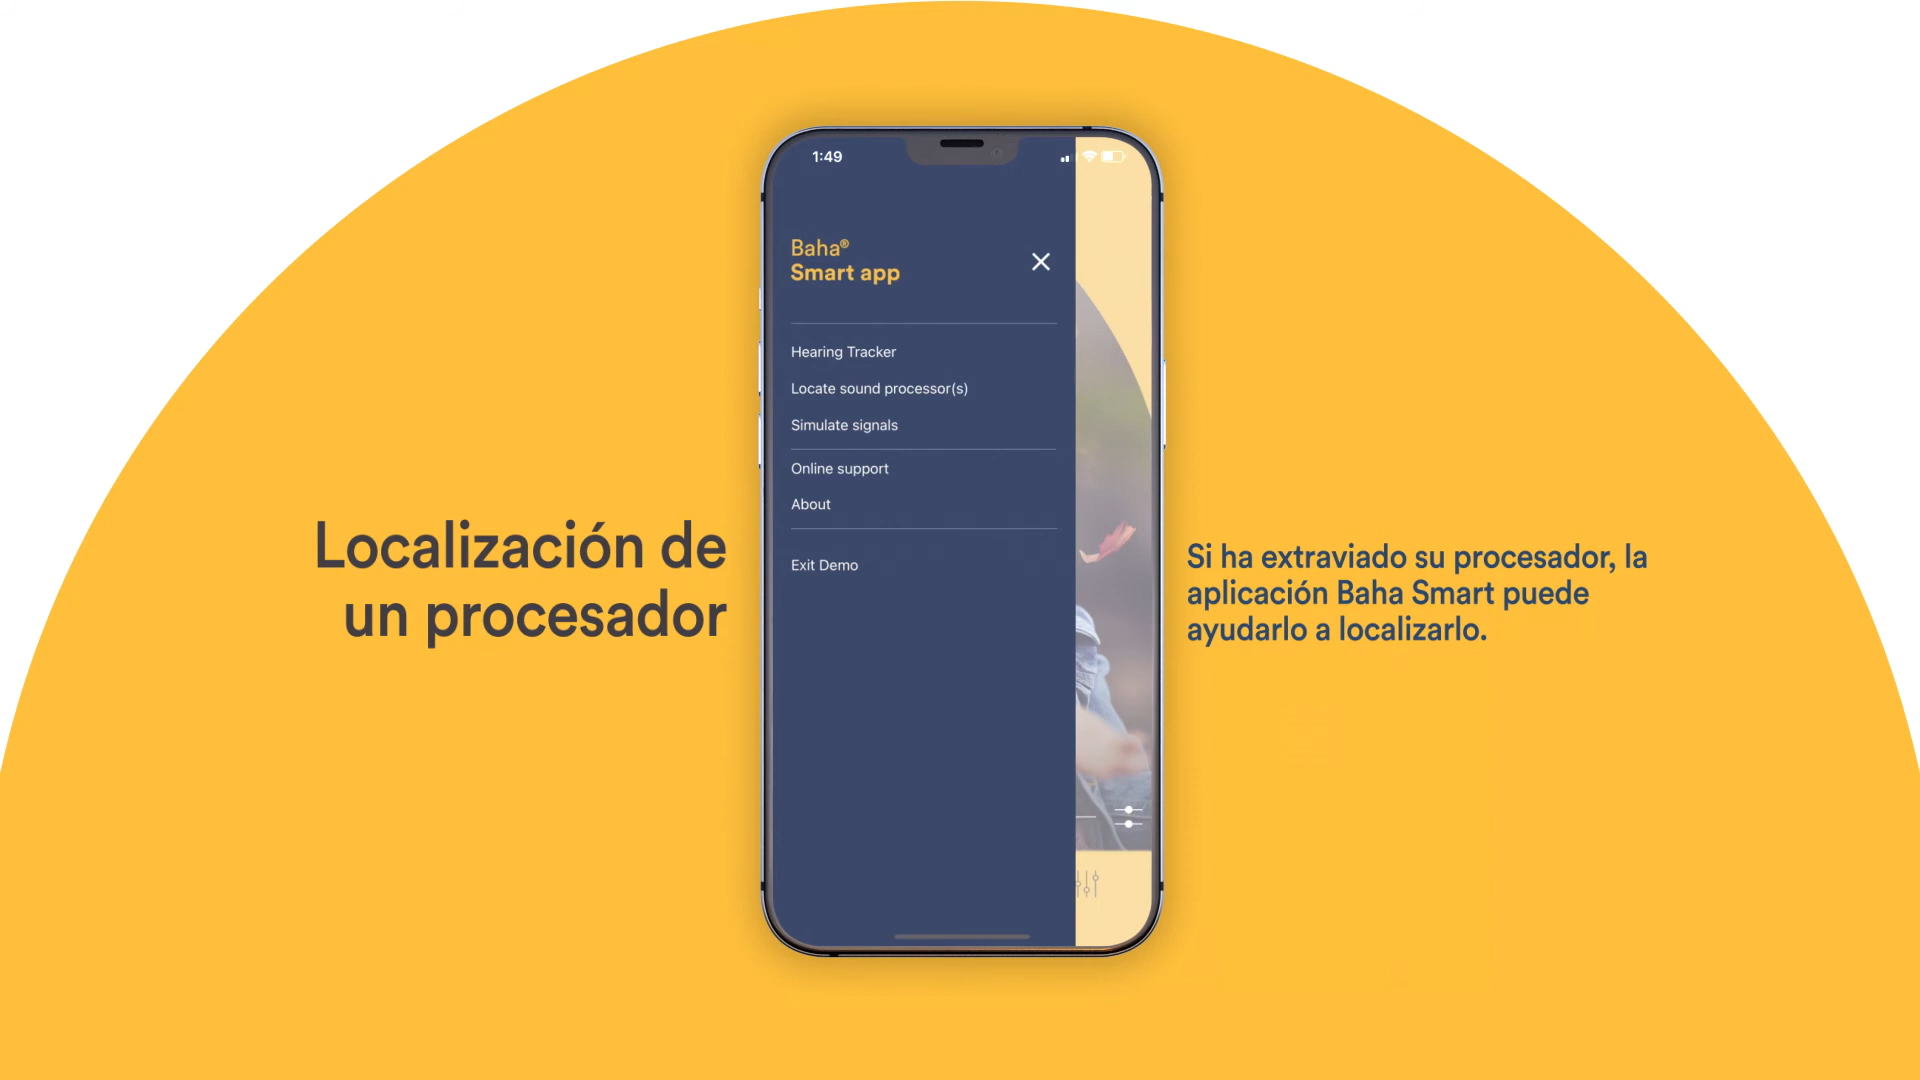 Localización de
un procesador
1:49
Baha®
Smart app
Hearing Tracker
Locate sound processor(s)
Simulate signals
Online support
About
Exit Demo
Si ha extraviado su procesador, la
aplicación Baha Smart puede
ayudarlo a localizarlo.